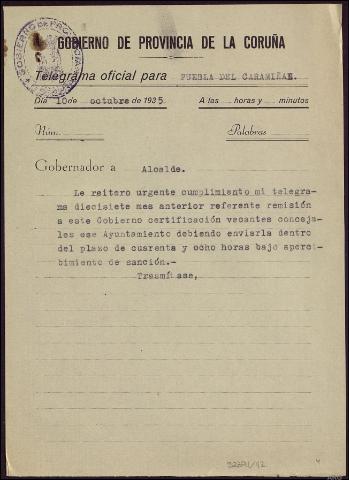 GOBIERNO DE PROVINCIA DE LA CORUÑA
Telegrama oficial para PUEBLA DEL CARAMIÑAL.
Día 10 de octubre de 1935 A las horas y minutos
Núm. Palabras
Gobernador a Alcalde.
Le reitero urgente cumplimiento mi telegra-
ma diecisiete mes anterior referente remisión
a este Gobierno certificación vacantes conceja-
les ese Ayuntamiento debiendo enviarla dentro
del plazo de cuarenta y ocho horas bajo aperci-
bimiento de sanción.-
Trasmítase,